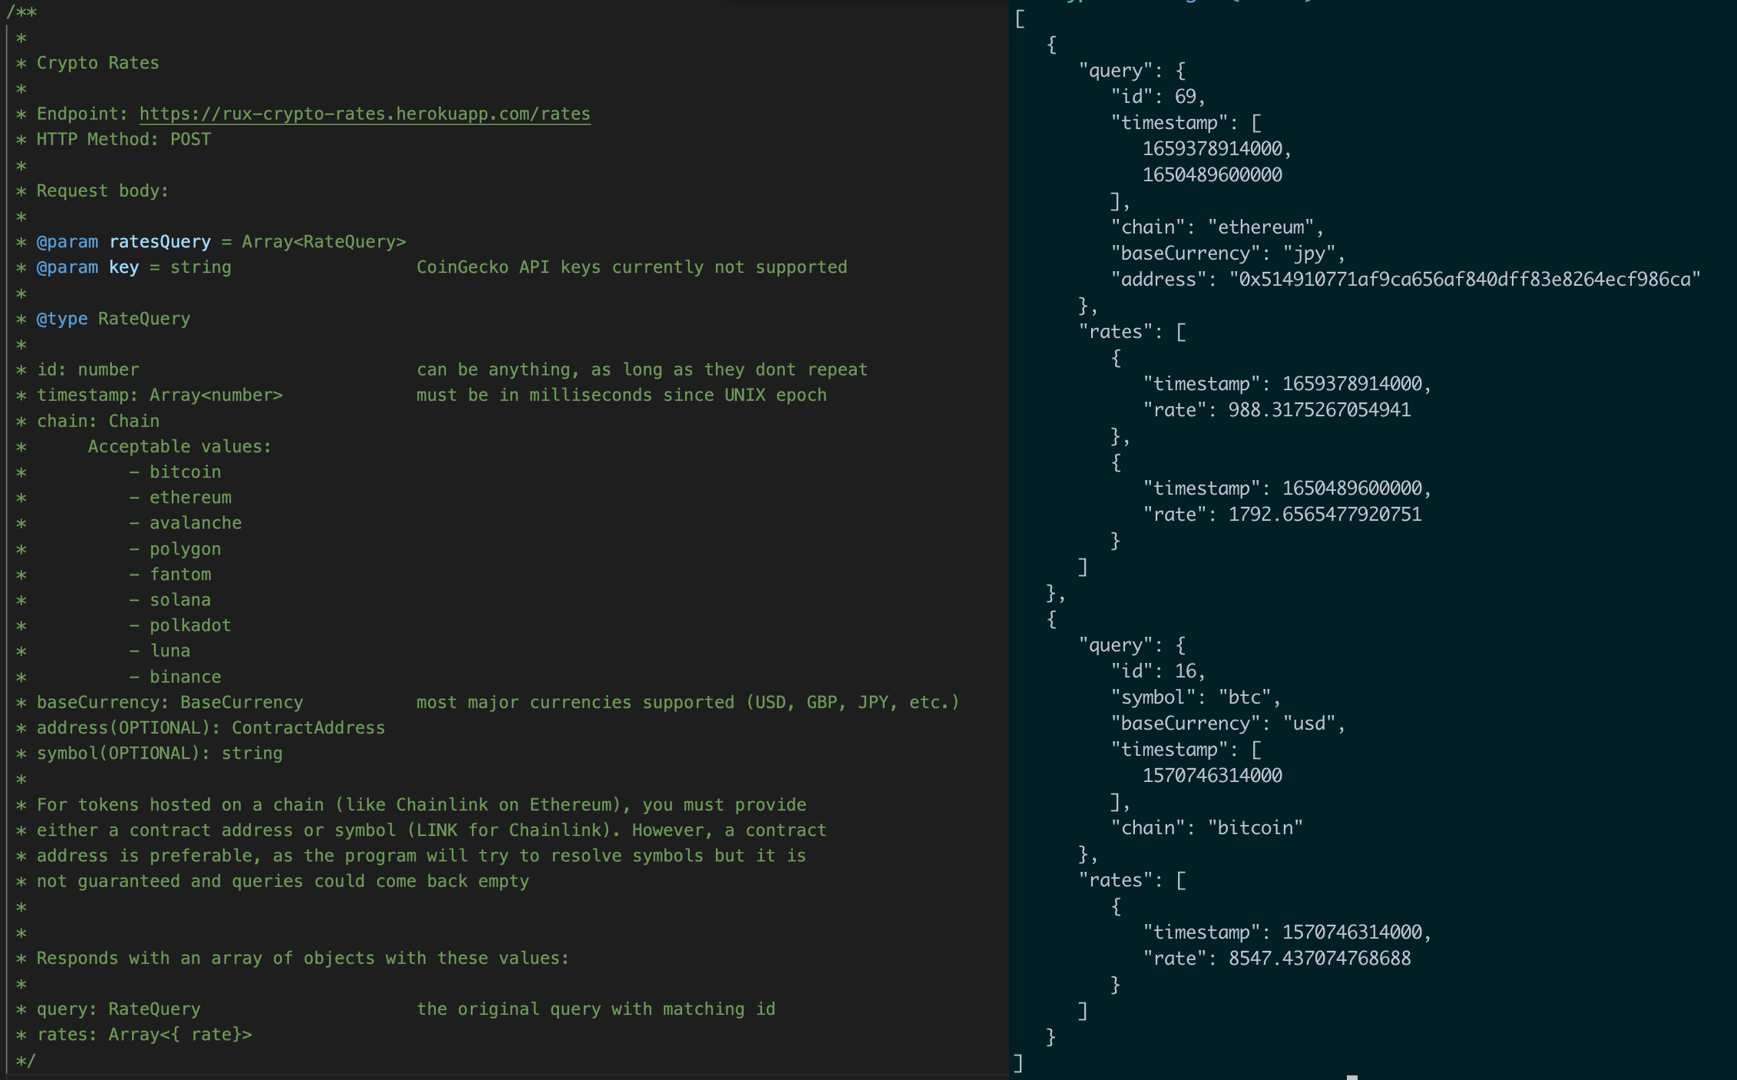 /**
*
* Crypto Rates
*
* Endpoint: https://rux-crypto-rates.herokuapp.com/rates
* HTTP Method: POST
*
* Request body:
*
* @param ratesQuery = Array<RateQuery>
* @param key = string                  CoinGecko API keys currently not supported
*
* @type RateQuery
*
* id: number                           can be anything, as long as they dont repeat
* timestamp: Array<number>             must be in milliseconds since UNIX epoch
* chain: Chain
*      Acceptable values:
*          - bitcoin
*          - ethereum
*          - avalanche
*          - polygon
*          - fantom
*          - solana
*          - polkadot
*          - luna
*          - binance
* baseCurrency: BaseCurrency           most major currencies supported (USD, GBP, JPY, etc.)
* address(OPTIONAL): ContractAddress
* symbol(OPTIONAL): string
*
* For tokens hosted on a chain (like Chainlink on Ethereum), you must provide
* either a contract address or symbol (LINK for Chainlink). However, a contract
* address is preferable, as the program will try to resolve symbols but it is
* not guaranteed and queries could come back empty
*
*
* Responds with an array of objects with these values:
*
* query: RateQuery                     the original query with matching id
* rates: Array<{ rate}>
*/
[
   {
      "query": {
         "id": 69,
         "timestamp": [
            1659378914000,
            1650489600000
         ],
         "chain": "ethereum",
         "baseCurrency": "jpy",
         "address": "0x514910771af9ca656af840dff83e8264ecf986ca"
      },
      "rates": [
         {
            "timestamp": 1659378914000,
            "rate": 988.3175267054941
         },
         {
            "timestamp": 1650489600000,
            "rate": 1792.6565477920751
         }
      ]
   },
   {
      "query": {
         "id": 16,
         "symbol": "btc",
         "baseCurrency": "usd",
         "timestamp": [
            1570746314000
         ],
         "chain": "bitcoin"
      },
      "rates": [
         {
            "timestamp": 1570746314000,
            "rate": 8547.437074768688
         }
      ]
   }
]